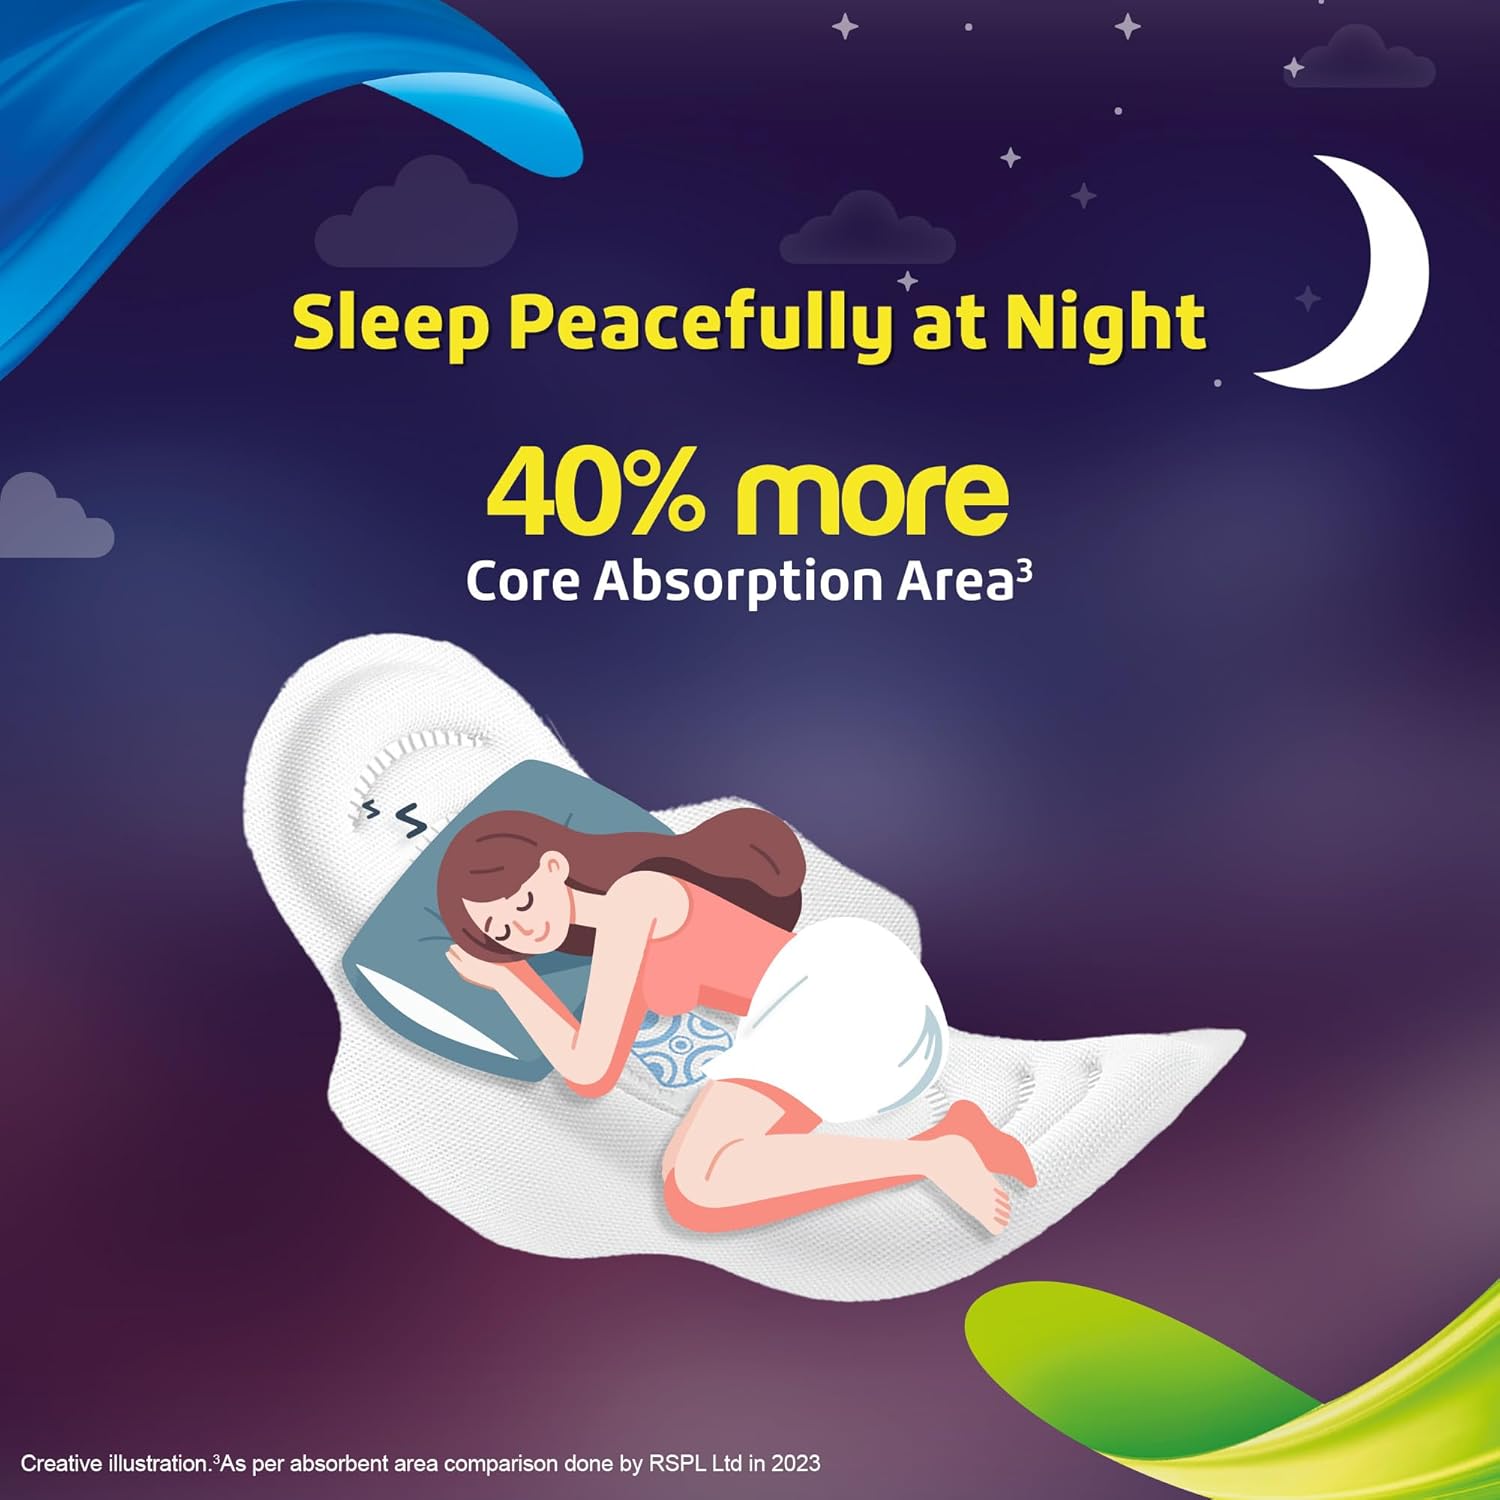 Sleep Peacefully at Night
40% more
Core Absorption Area³
Creative illustration.³As per absorbent area comparison done by RSPL Ltd in 2023